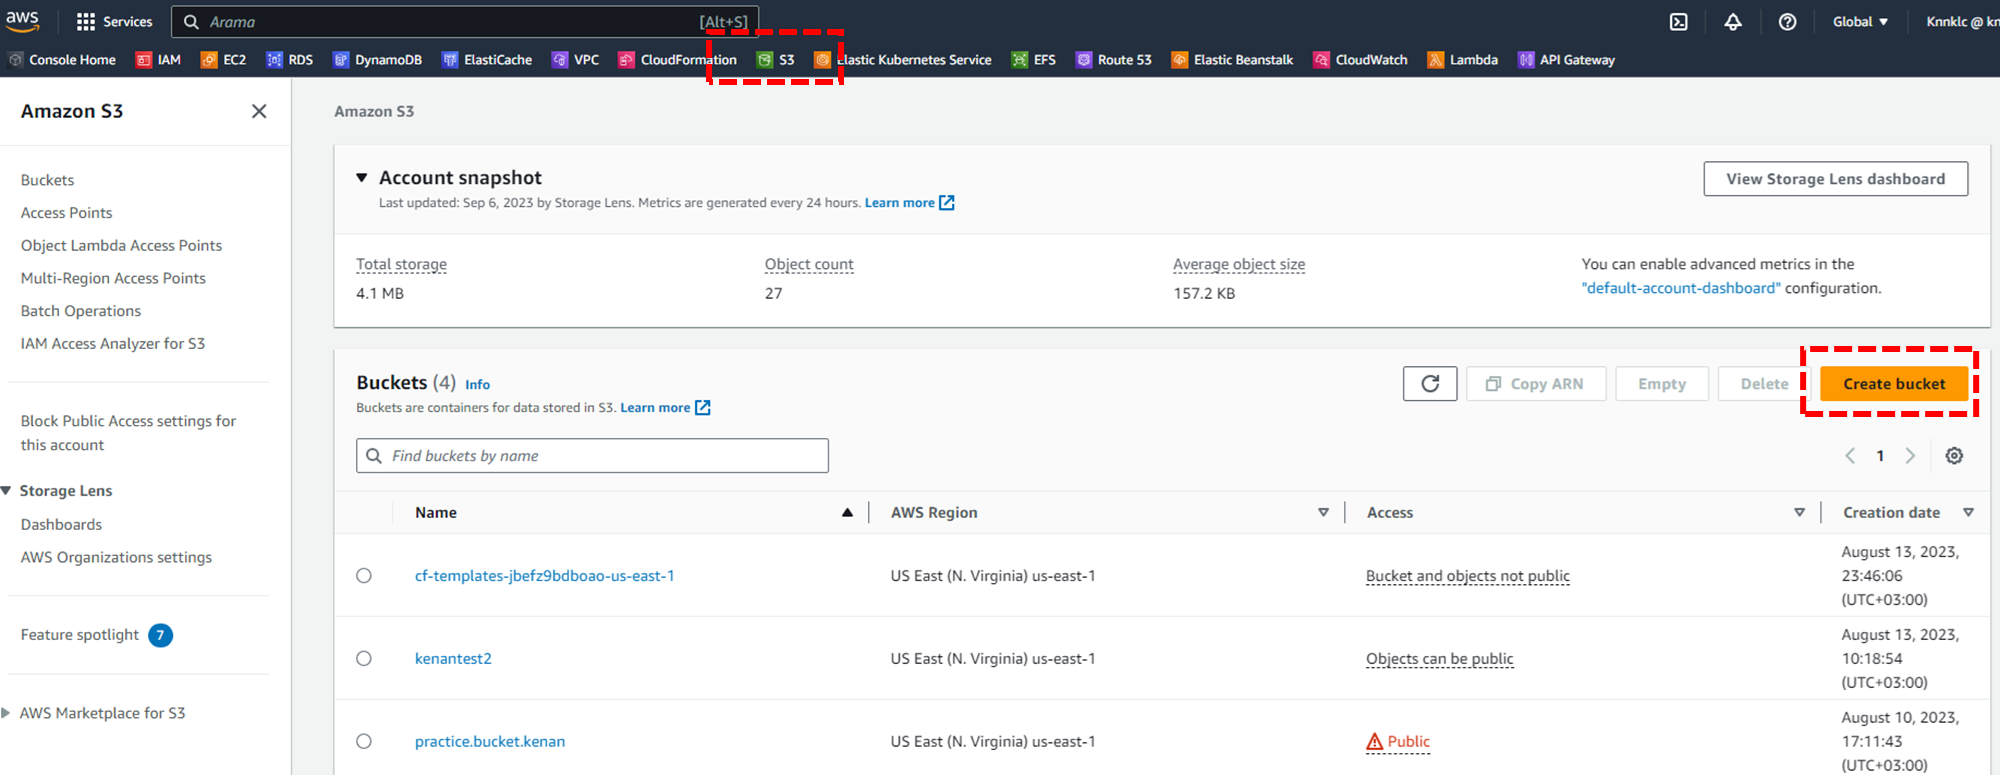 aws Services Arama [Alt+S] Global Knnklc @ kn
Console Home IAM EC2 RDS DynamoDB ElastiCache VPC CloudFormation S3 Elastic Kubernetes Service EFS Route 53 Elastic Beanstalk CloudWatch Lambda API Gateway
Amazon S3
Buckets
Access Points
Object Lambda Access Points
Multi-Region Access Points
Batch Operations
IAM Access Analyzer for S3
Block Public Access settings for
this account
Storage Lens
Dashboards
AWS Organizations settings
Feature spotlight 7
AWS Marketplace for S3
Amazon S3
Account snapshot
View Storage Lens dashboard
Last updated: Sep 6, 2023 by Storage Lens. Metrics are generated every 24 hours. Learn more
Total storage
4.1 MB
Object count
27
Average object size
157.2 KB
You can enable advanced metrics in the
"default-account-dashboard" configuration.
Buckets (4) Info
Copy ARN Empty Delete Create bucket
Buckets are containers for data stored in S3. Learn more
Find buckets by name
1
Name AWS Region Access Creation date
cf-templates-jbefz9bdboao-us-east-1 US East (N. Virginia) us-east-1 Bucket and objects not public
August 13, 2023,
23:46:06
(UTC+03:00)
kenantest2 US East (N. Virginia) us-east-1 Objects can be public
August 13, 2023,
10:18:54
(UTC+03:00)
practice.bucket.kenan US East (N. Virginia) us-east-1 Public
August 10, 2023,
17:11:43
(UTC+03:00)